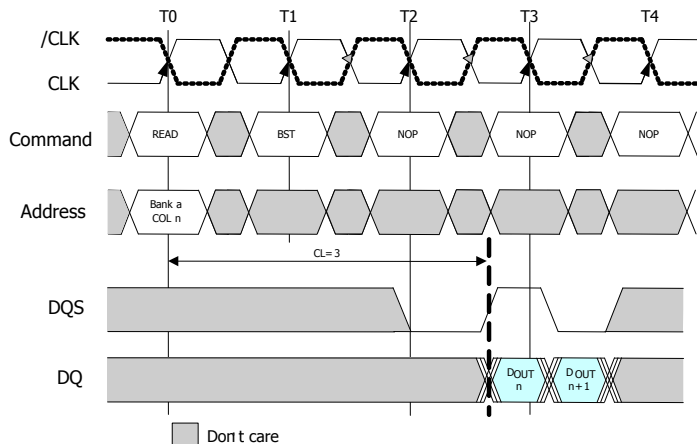 T0 T1 T2 T3 T4
/CLK
CLK
Command READ BST NOP NOP NOP
Address Bank a COL n
CL=3
DQS
DQ DOUT n DOUT n+1
Don't care